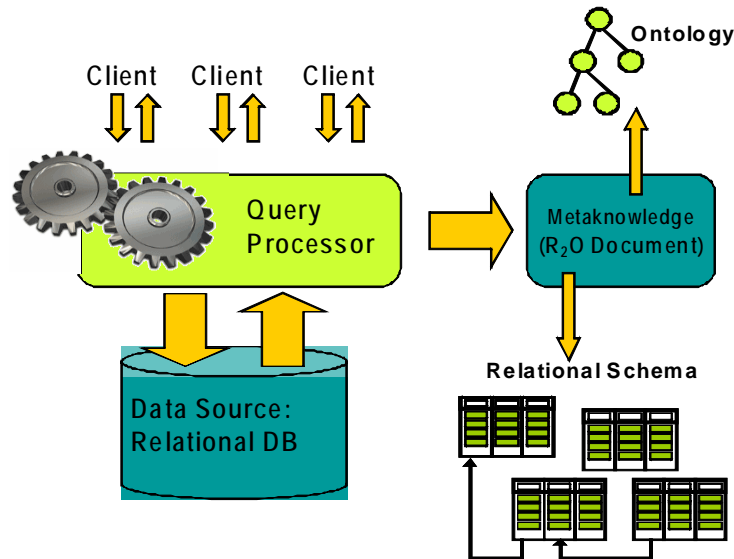 Ontology
Client Client Client
Query
Processor
Metaknowledge
(R₂O Document)
Relational Schema
Data Source:
Relational DB